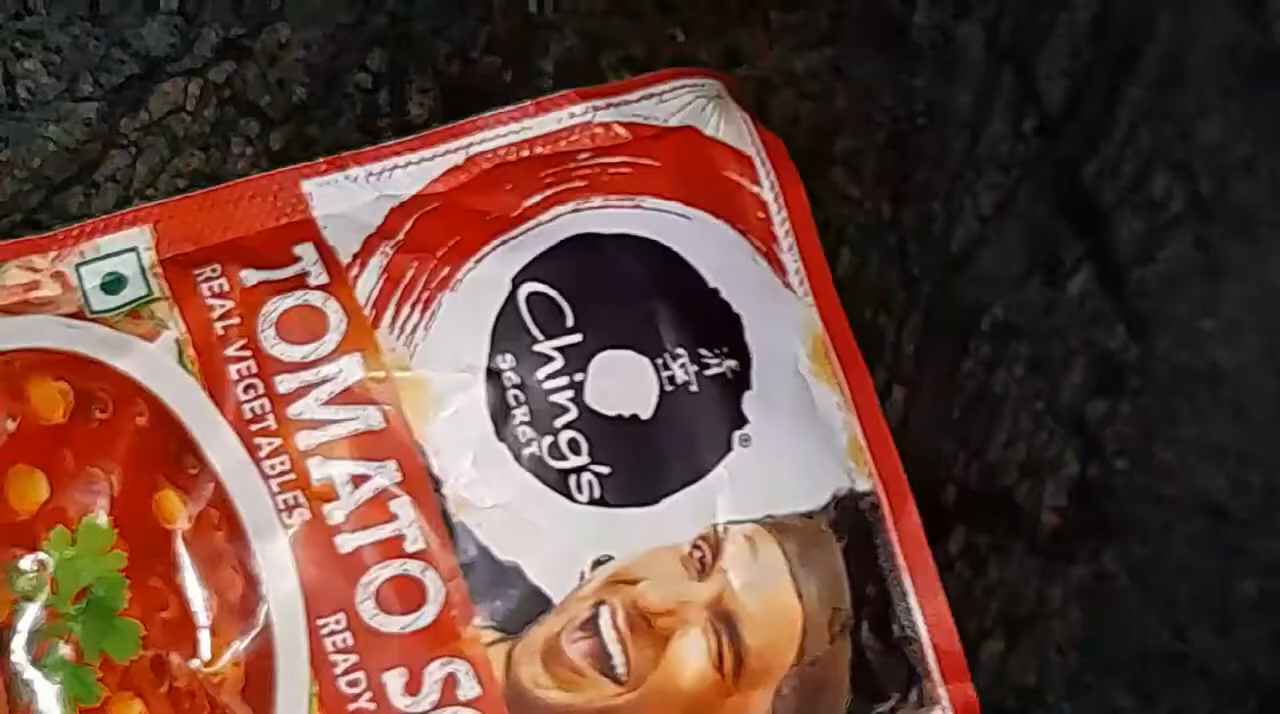 Ching's
SECRET
®
TOMATO SO
REAL VEGETABLES
READY